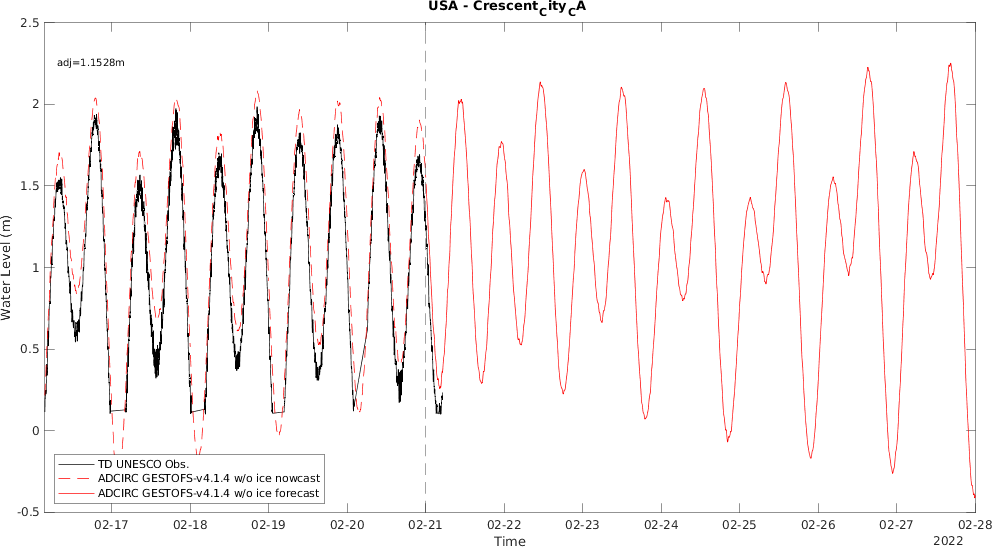 USA - Crescent_City_CA
adj=1.1528m
2.5
2
1.5
1
0.5
0
-0.5
Water Level (m)
TD UNESCO Obs.
ADCIRC GESTOFS-v4.1.4 w/o ice nowcast
ADCIRC GESTOFS-v4.1.4 w/o ice forecast
02-17 02-18 02-19 02-20 02-21 02-22 02-23 02-24 02-25 02-26 02-27 02-28
Time
2022